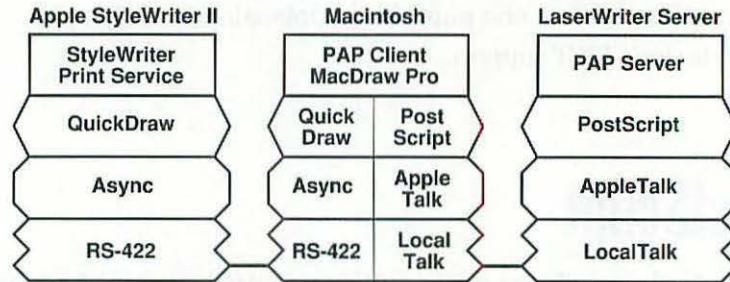 Apple StyleWriter II
Macintosh
LaserWriter Server
StyleWriter
Print Service
PAP Client
MacDraw Pro
PAP Server
QuickDraw
Quick
Draw
Post
Script
PostScript
Async
Async
Apple
Talk
AppleTalk
RS-422
RS-422
Local
Talk
LocalTalk